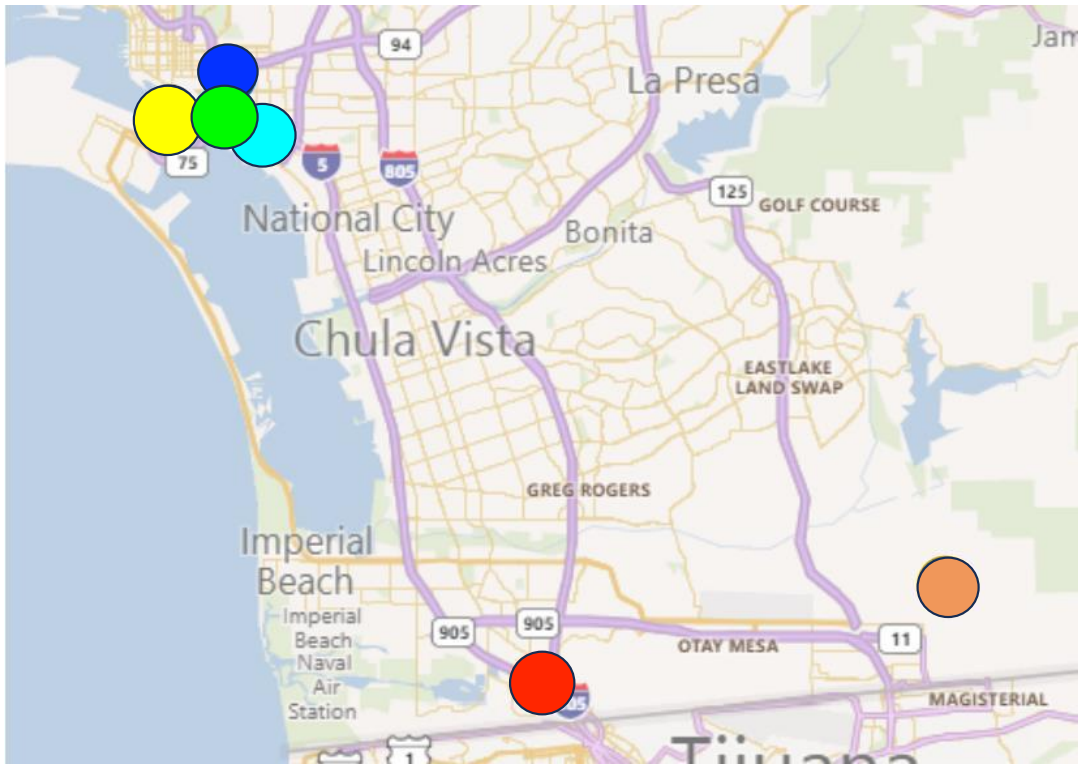 94
Jam
La Presa
75
5
805
125
GOLF COURSE
National City
Bonita
Lincoln Acres
Chula Vista
EASTLAKE
LAND SWAP
GREG ROGERS
Imperial
Beach
Imperial
Beach
Naval
Air
Station
905
905
OTAY MESA
11
05
MAGISTERIAL
1
Tijuana